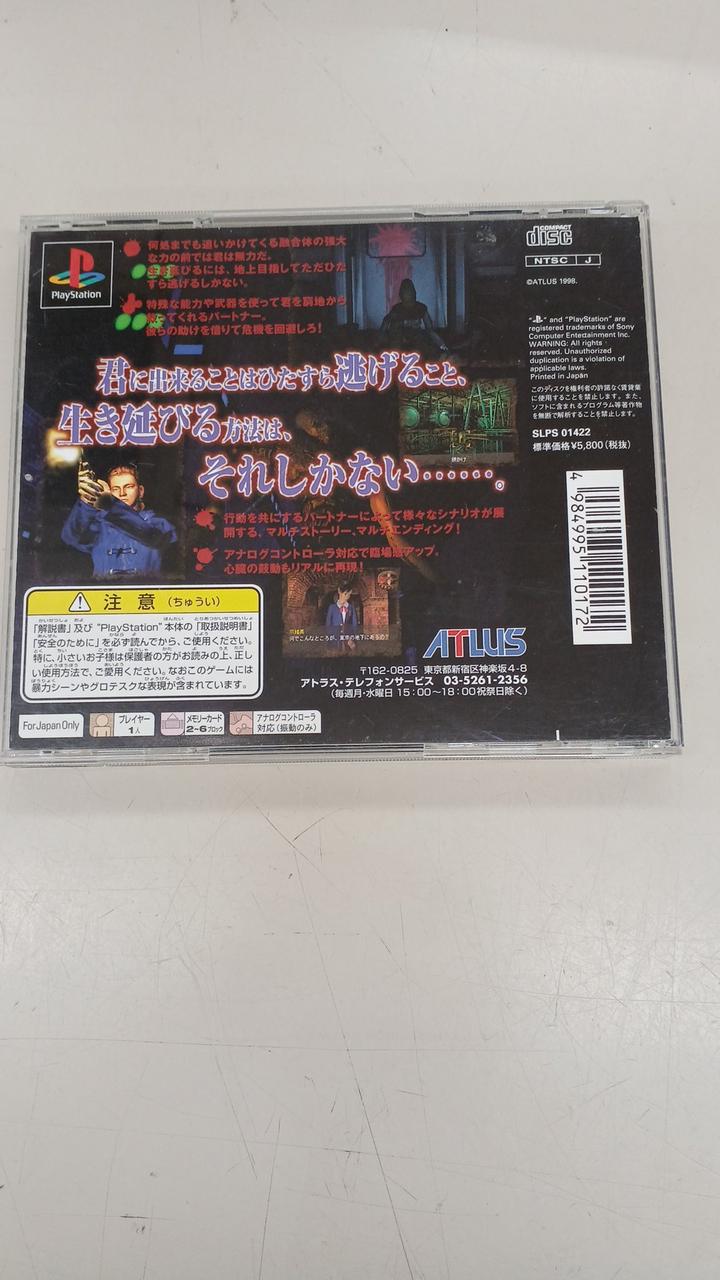 PlayStation
何処までも追いかけてくる融合体の強大
な力の前では君は無力だ。
生き延びるには、地上目指してただひた
すら逃げるしかない。
特殊な能力や武器を使って君を窮地から
救ってくれるパートナー。
彼らの助けを借りて危機を回避しろ!
君に出来ることはひたすら逃げること、
生き延びる方法は、
それしかない……。
行動を共にするパートナーによって様々なシナリオが展
開する、マルチストーリー、マルチエンディング!
アナログコントローラ対応で臨場感アップ。
心臓の鼓動もリアルに再現!
COMPACT
disc
NTSC J
©ATLUS 1998.
"PS" and "PlayStation" are
registered trademarks of Sony
Computer Entertainment Inc.
WARNING: All rights
reserved. Unauthorized
duplication is a violation of
applicable laws.
Printed in Japan
このディスクを権利者の許諾なく賃貸業
に使用することを禁止します。また、
ソフトに含まれるプログラム等著作物
を無断で解析することを禁止します。
SLPS 01422
標準価格¥5,800(税抜)
4984995110172
注意(ちゅうい)
「解説書」及び"PlayStation"本体の「取扱説明書」
「安全のために」を必ず読んでから、ご使用ください。
特に、小さいお子様は保護者の方がお読みの上、正し
い使用方法で、ご愛用ください。なおこのゲームには
暴力シーンやグロテスクな表現が含まれています。
ATLUS
〒162-0825 東京都新宿区神楽坂4-8
アトラス・テレフォンサービス 03-5261-2356
(毎週月・水曜日 15:00~18:00祝祭日除く)
For Japan Only
プレイヤー
1人
メモリーカード
2~6ブロック
アナログコントローラ
対応(振動のみ)